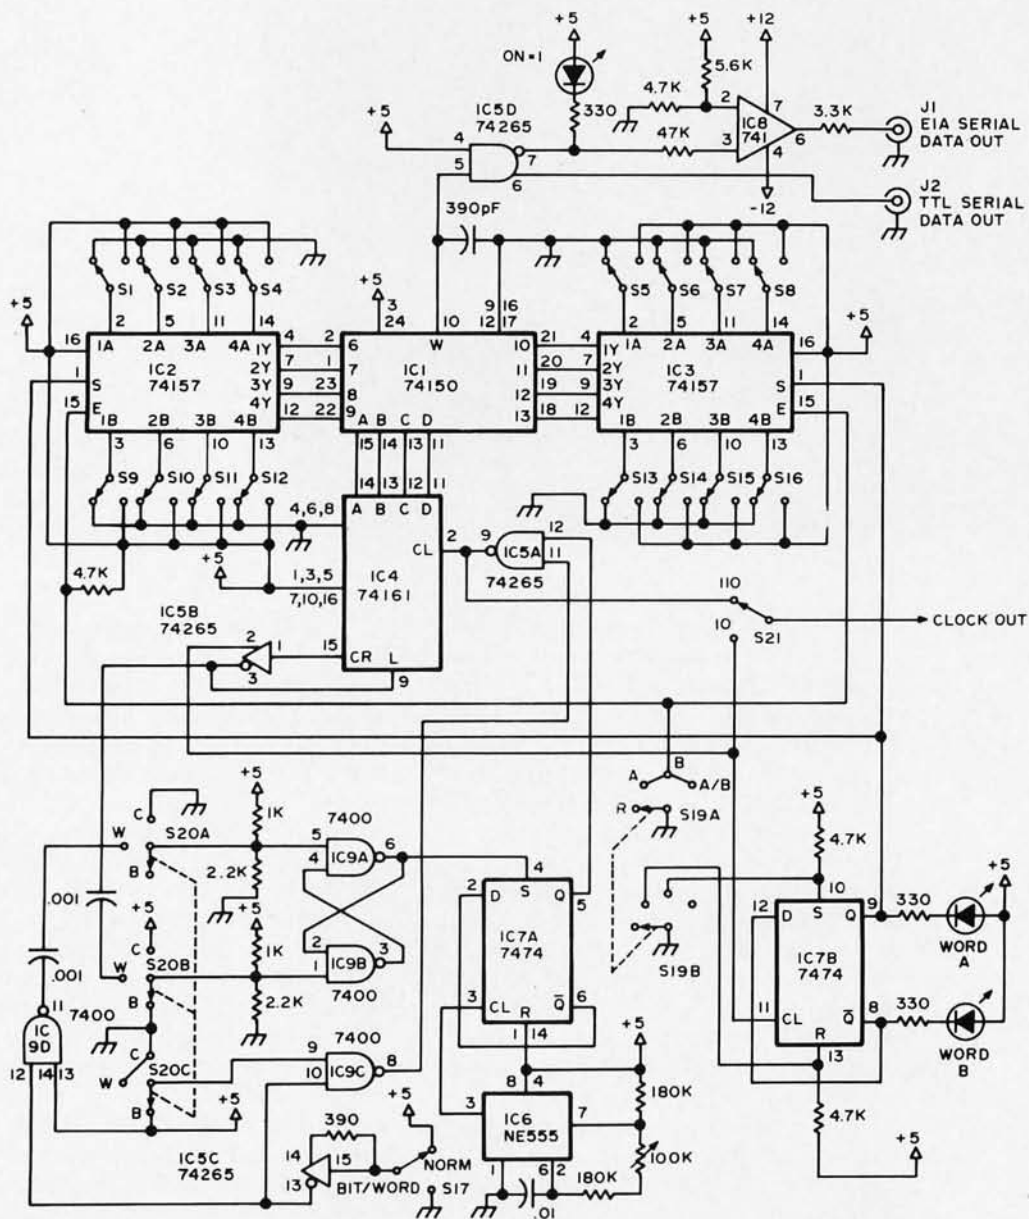 +5
+5
+12
ON=1
5.6K
4.7K
330
2
7
J1
EIA SERIAL
DATA OUT
IC5D
74265
+5
4
5
7
6
47K
3
IC8
741
4
6
3.3K
-12
J2
TTL SERIAL
DATA OUT
390pF
S1
S2
S3
S4
+5
3
24
9
16
12
17
S5
S6
S7
S8
+5
16
2
5
11
14
1A
2A
3A
4A
IC2
74157
1
S
15
E
1Y
2Y
3Y
4Y
4
7
9
12
2
1
23
22
1B
2B
3B
4B
3
6
10
13
10
W
6
7
8
9
IC1
74150
10
11
12
13
A
B
C
D
15
14
13
11
21
20
19
18
4
7
9
12
2
5
11
14
1A
2A
3A
4A
IC3
74157
1Y
2Y
3Y
4Y
16
S
1
E
15
+5
1B
2B
3B
4B
3
6
10
13
S9
S10
S11
S12
S13
S14
S15
S16
14
13
12
11
A
B
C
D
4,6,8
+5
1,3,5
7,10,16
IC4
74161
CL
2
CR
15
L
9
9
IC5A
12
11
74265
4.7K
IC5B
74265
2
1
3
110
10
S21
CLOCK OUT
A
B
A/B
R
S19A
S19B
C
S20A
W
B
.001
.001
+5
C
S20B
W
B
C
W
S20C
B
+5
+5
1K
2.2K
+5
1K
2.2K
7400
5
4
IC9A
6
2
1
IC9B
3
7400
7400
9
10
IC9C
8
11
7400
IC
9D
12
14
13
IC5C
74265
390
14
15
13
+5
NORM
BIT/WORD
S17
4
2
D
S
Q
5
IC7A
7474
3
CL
R
Q
6
1
14
8
4
3
IC6
NE555
7
1
6
2
.01
180K
+5
180K
100K
+5
4.7K
10
12
D
S
Q
9
IC7B
7474
11
CL
R
Q
8
13
4.7K
+5
330
WORD
A
330
WORD
B
+5